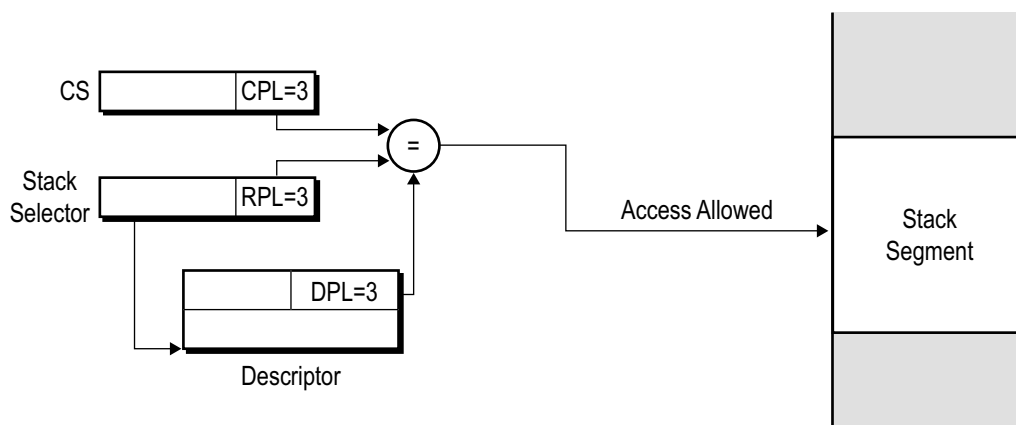 CS
CPL=3
=
Stack
Selector
RPL=3
Access Allowed
Stack
Segment
DPL=3
Descriptor